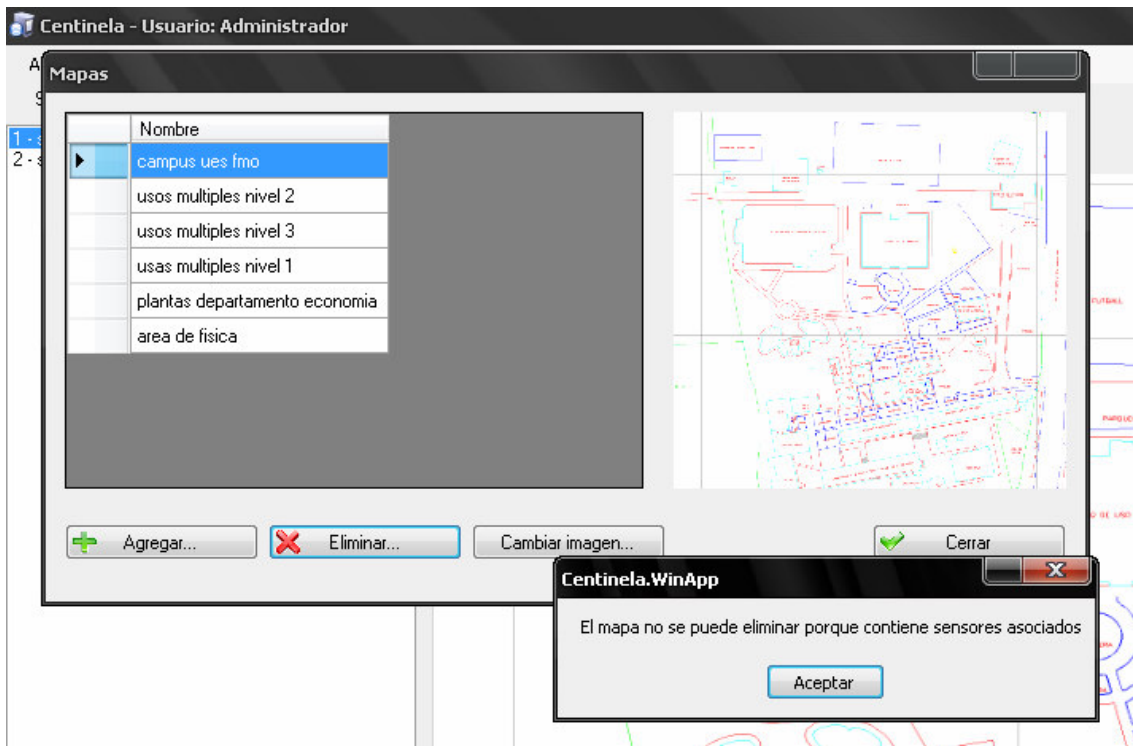 Centinela - Usuario: Administrador
Mapas
1 - s
2 - s
Nombre
campus ues fmo
usos multiples nivel 2
usos multiples nivel 3
usas multiples nivel 1
plantas departamento economia
area de fisica
Agregar...
Eliminar...
Cambiar imagen...
Cerrar
Centinela.WinApp
El mapa no se puede eliminar porque contiene sensores asociados
Aceptar